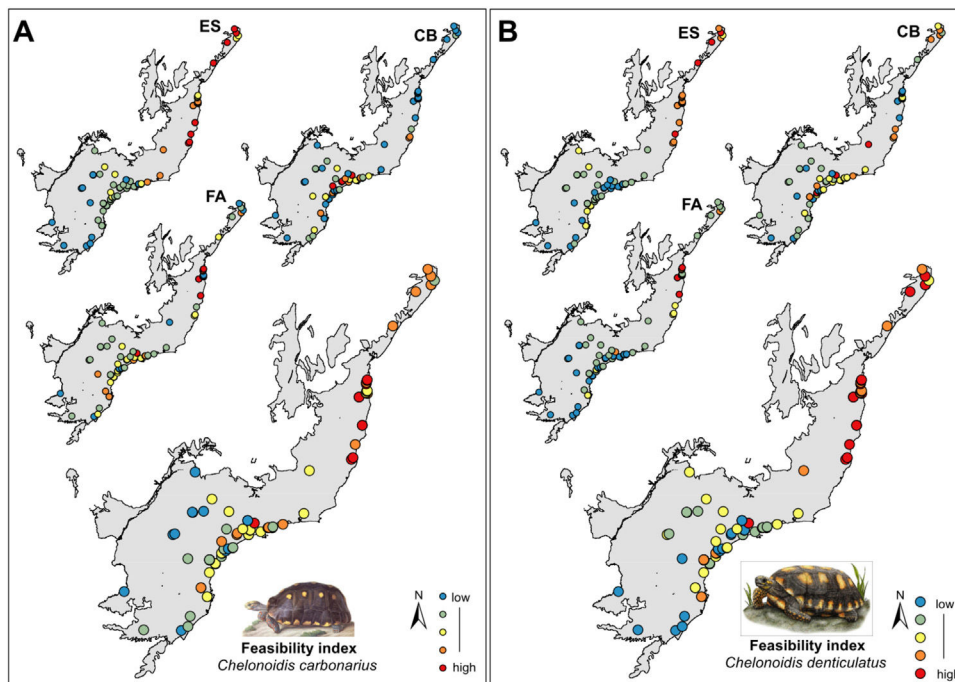 A
ES
CB
FA
N
low
high
Feasibility index
Chelonoidis carbonarius
B
ES
CB
FA
N
low
high
Feasibility index
Chelonoidis denticulatus